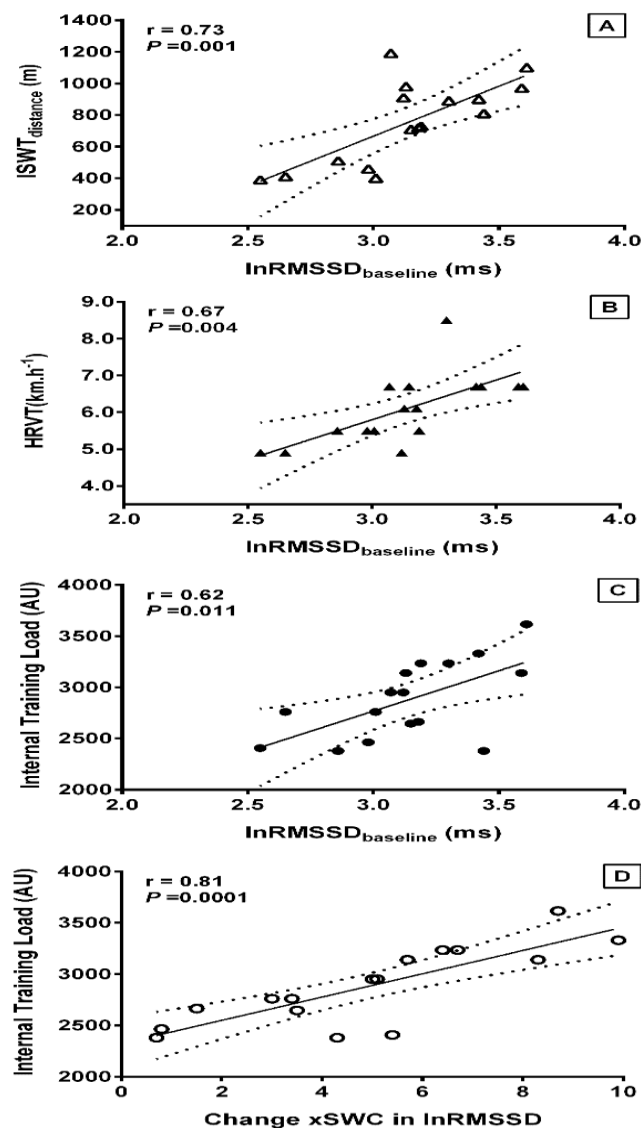 1400
1200
1000
800
600
400
200
ISWTdistance (m)
r = 0.73
P=0.001
A
2.0 2.5 3.0 3.5 4.0
lnRMSSDbaseline (ms)
9.0
8.0
7.0
6.0
5.0
4.0
HRVT(km.h-1)
r = 0.67
P=0.004
B
2.0 2.5 3.0 3.5 4.0
lnRMSSDbaseline (ms)
4000
3500
3000
2500
2000
Internal Training Load (AU)
r = 0.62
P=0.011
C
2.0 2.5 3.0 3.5 4.0
lnRMSSDbaseline (ms)
4000
3500
3000
2500
2000
Internal Training Load (AU)
r = 0.81
P=0.0001
D
0 2 4 6 8 10
Change xSWC in lnRMSSD